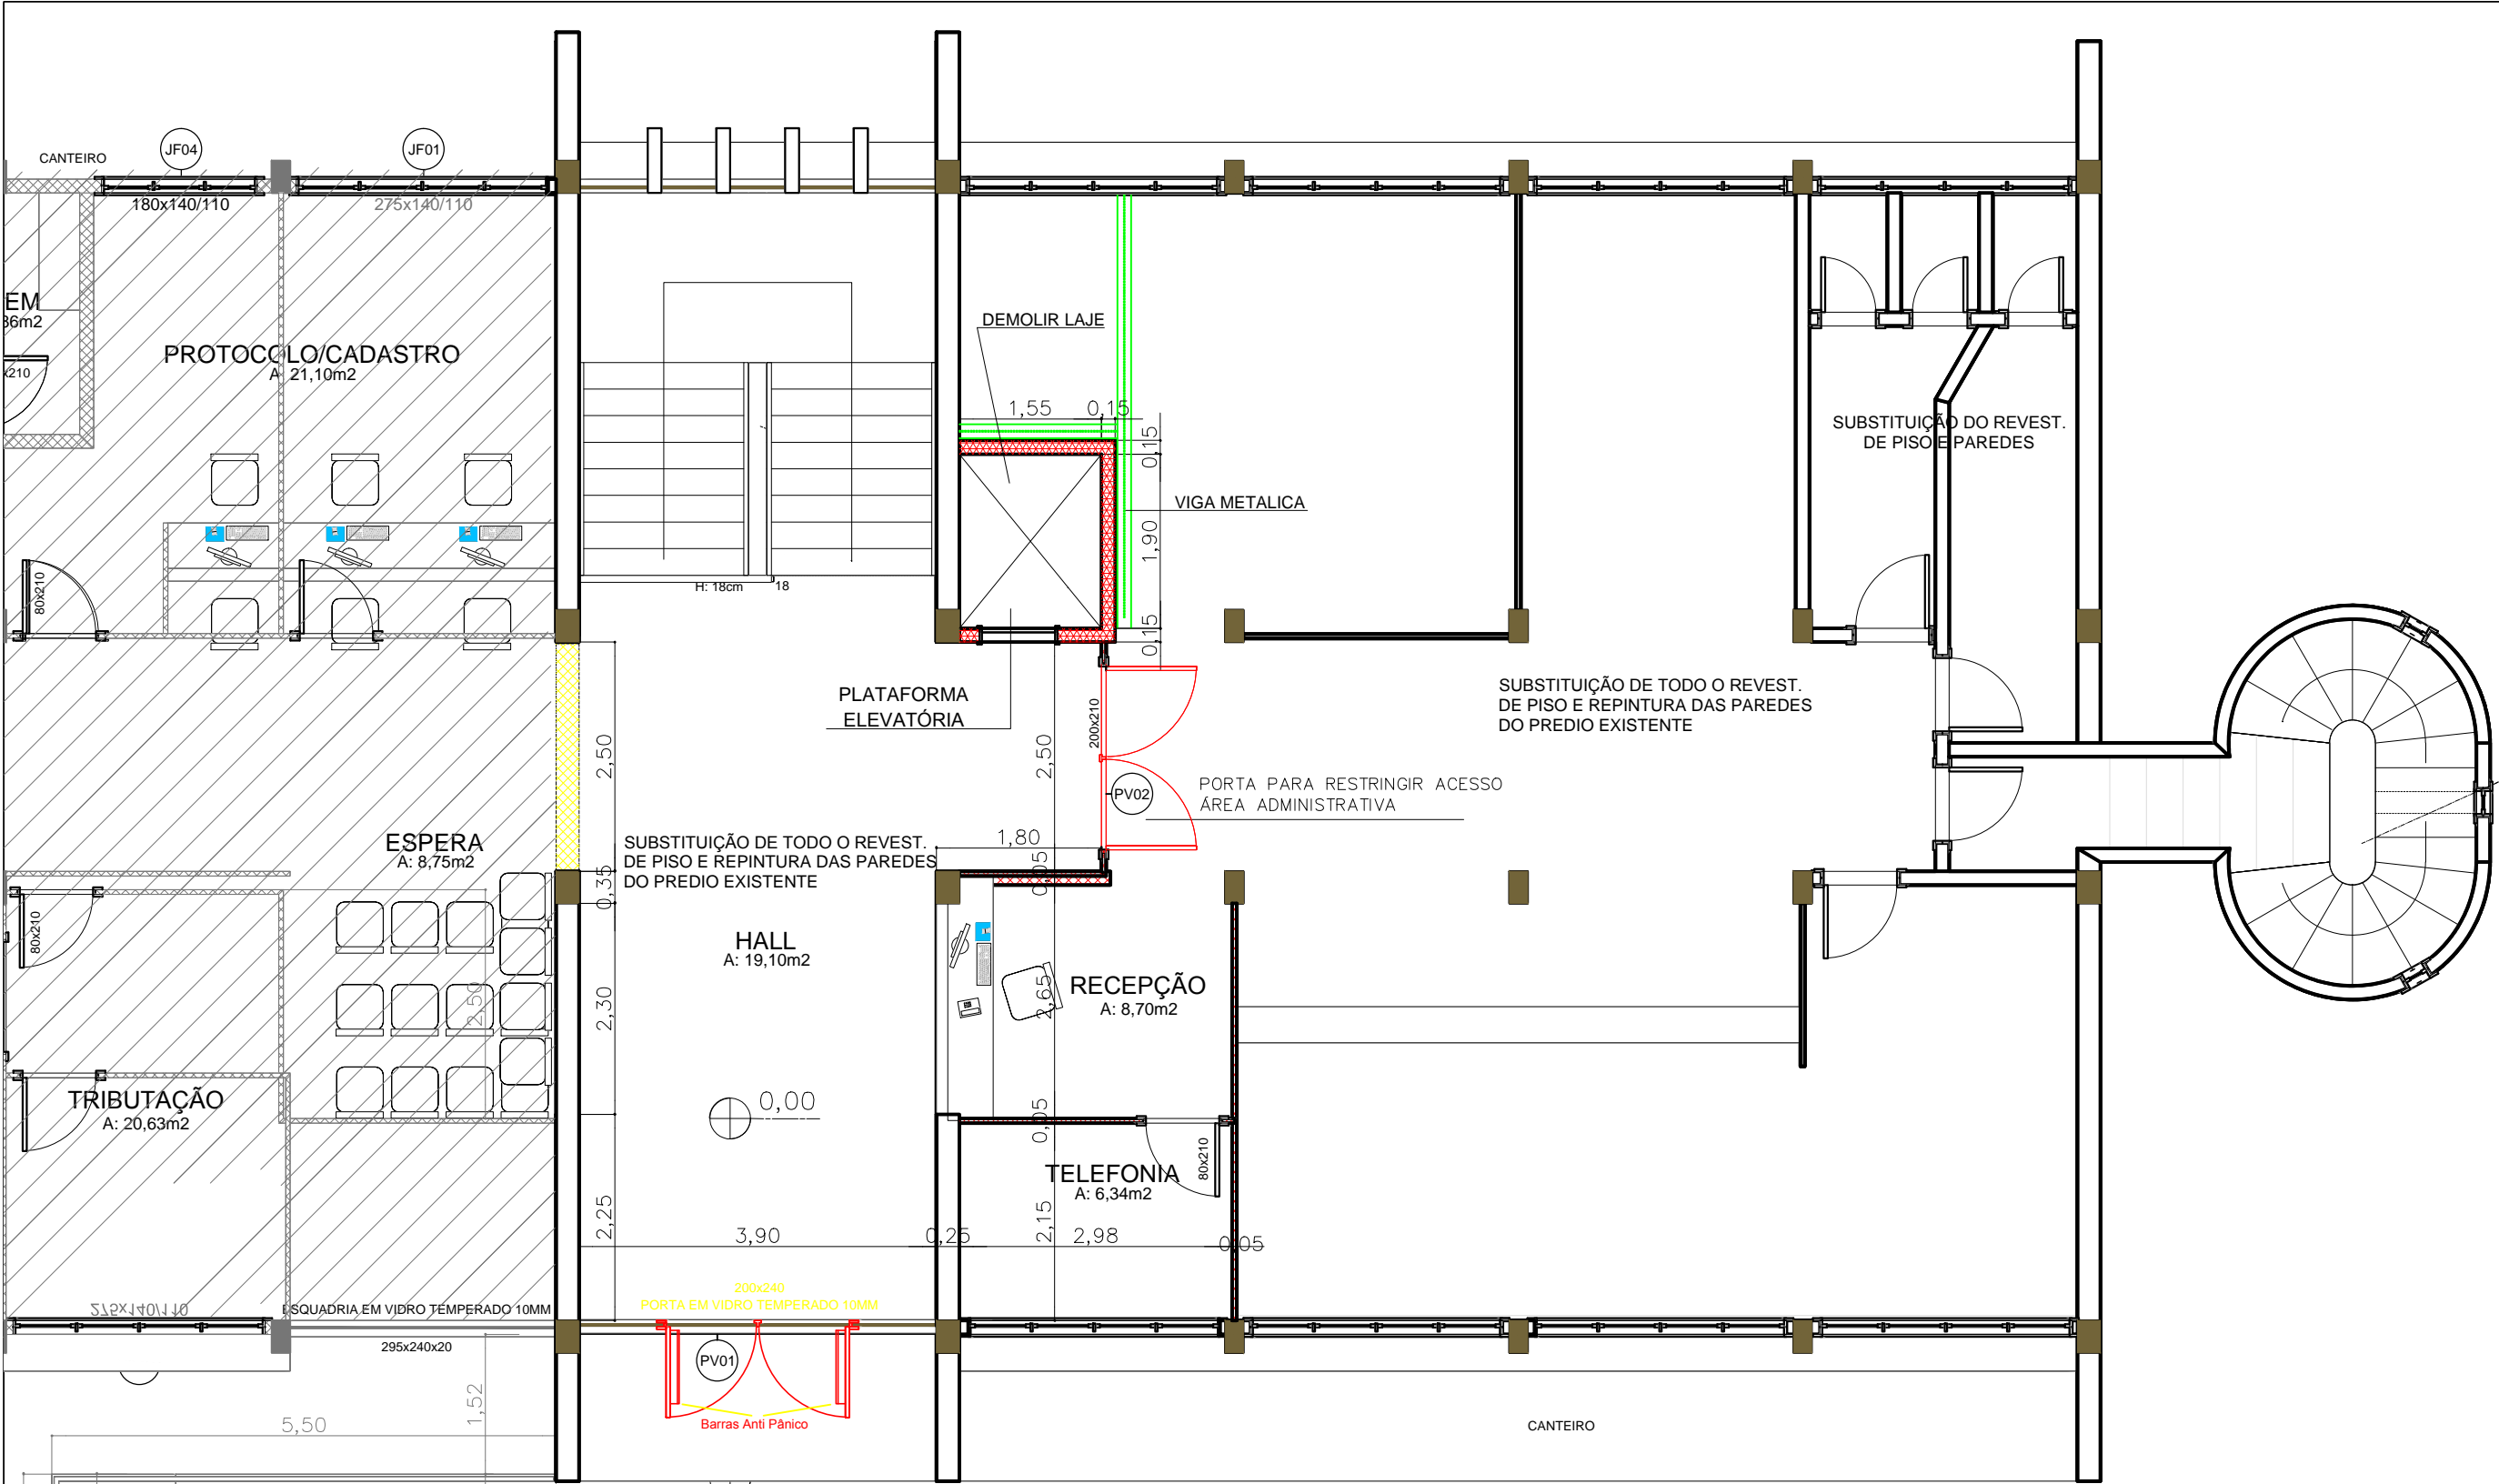 CANTEIRO
JF04
JF01
180x140/110
275x140/110
EM
36m2
x210
PROTOCOLO/CADASTRO
A: 21,10m2
DEMOLIR LAJE
1,55
0,15
0,15
SUBSTITUIÇÃO DO REVEST.
DE PISO E PAREDES
VIGA METALICA
1,90
80x210
H: 18cm
18
0,15
PLATAFORMA
ELEVATÓRIA
SUBSTITUIÇÃO DE TODO O REVEST.
DE PISO E REPINTURA DAS PAREDES
DO PREDIO EXISTENTE
200x210
2,50
2,50
PV02
PORTA PARA RESTRINGIR ACESSO
ÁREA ADMINISTRATIVA
ESPERA
A: 8,75m2
SUBSTITUIÇÃO DE TODO O REVEST.
DE PISO E REPINTURA DAS PAREDES
DO PREDIO EXISTENTE
1,80
0,05
0,35
80x210
HALL
A: 19,10m2
RECEPÇÃO
A: 8,70m2
2,50
2,30
2,65
TRIBUTAÇÃO
A: 20,63m2
0,00
0,05
TELEFONIA
A: 6,34m2
80x210
2,25
2,15
3,90
0,25
2,98
0,05
200x240
PORTA EM VIDRO TEMPERADO 10MM
275x140/110
ESQUADRIA EM VIDRO TEMPERADO 10MM
295x240x20
PV01
1,52
5,50
Barras Anti Pânico
CANTEIRO